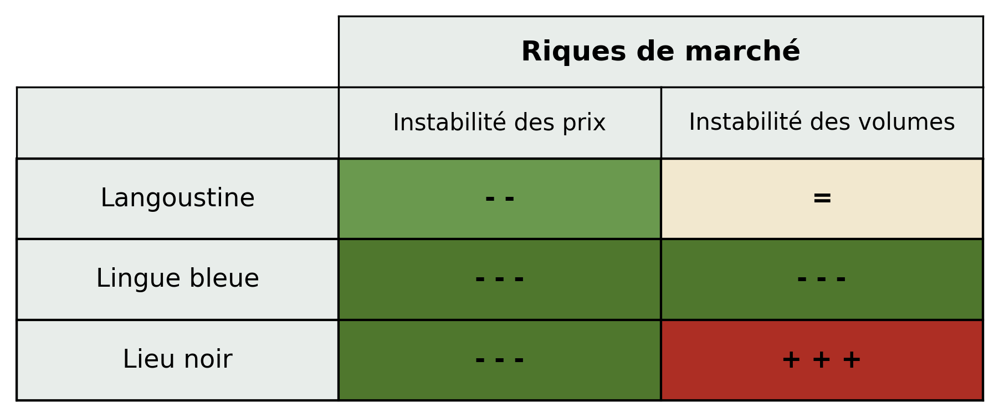 Riques de marché
Instabilité des prix Instabilité des volumes
Langoustine - - =
Lingue bleue - - - - - -
Lieu noir - - - + + +